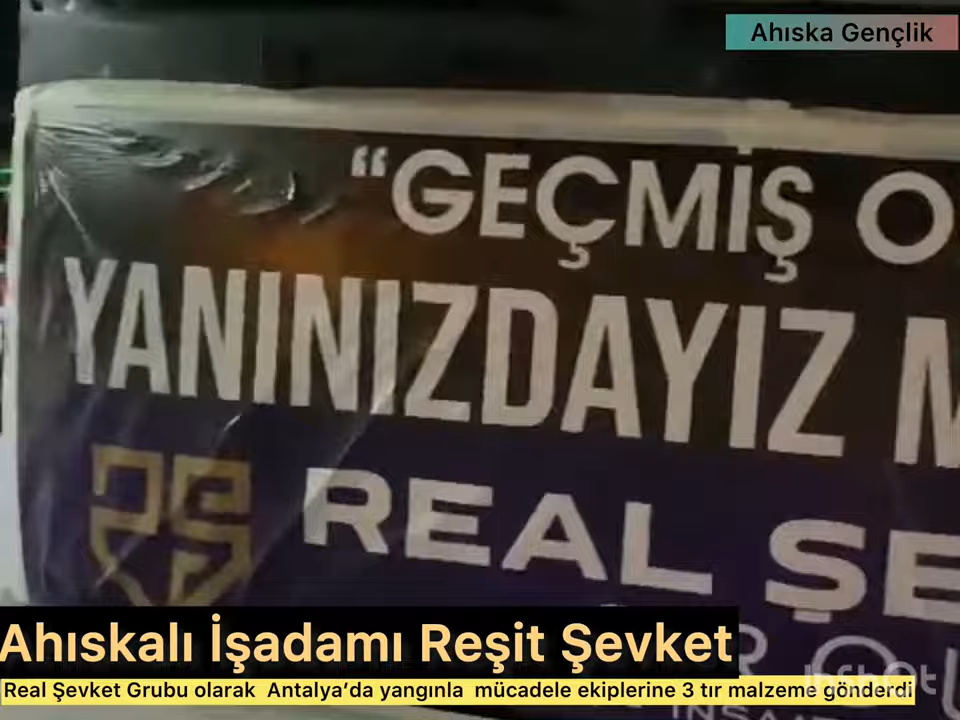 Ahıska Gençlik
“GEÇMİŞ O
YANINIZDAYIZ M
REAL ŞE
Ahıskalı İşadamı Reşit Şevket
Real Şevket Grubu olarak Antalya’da yangınla mücadele ekiplerine 3 tır malzeme gönderdi